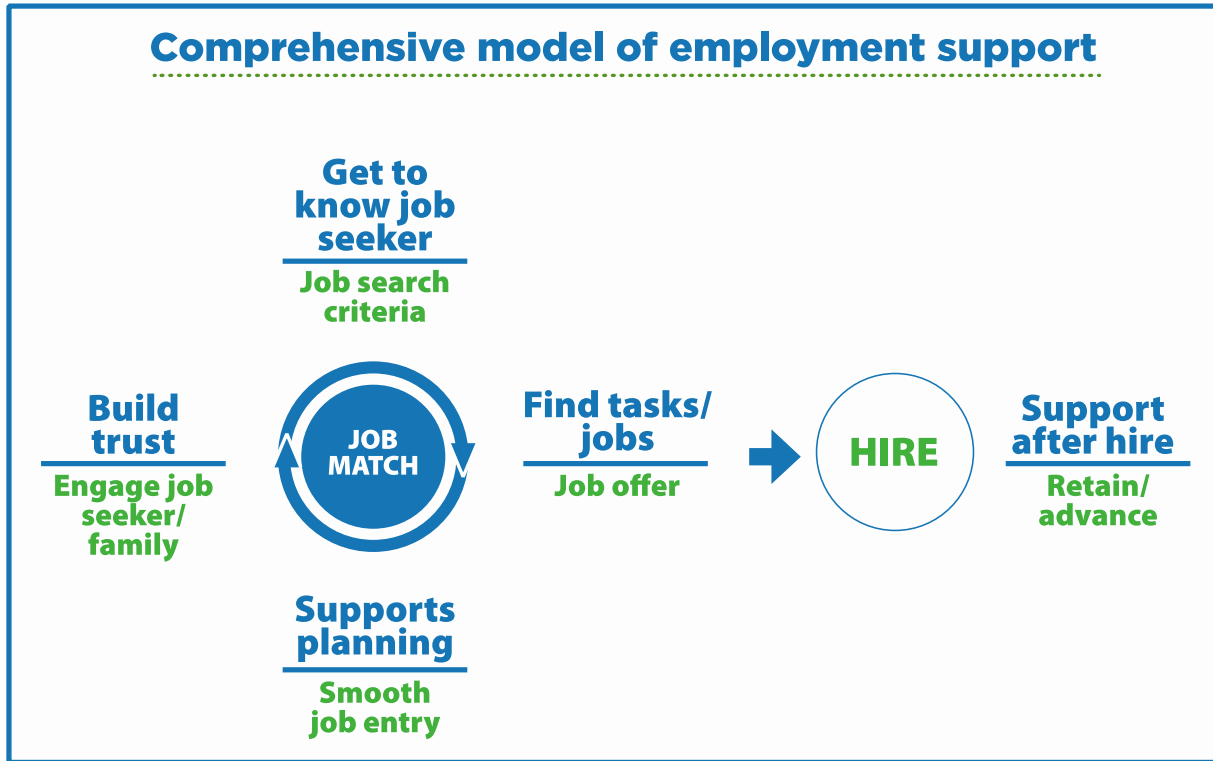 Comprehensive model of employment support
Get to
know job
seeker
Job search
criteria
Build
trust
Engage job
seeker/
family
JOB
MATCH
Find tasks/
jobs
Job offer
HIRE
Support
after hire
Retain/
advance
Supports
planning
Smooth
job entry